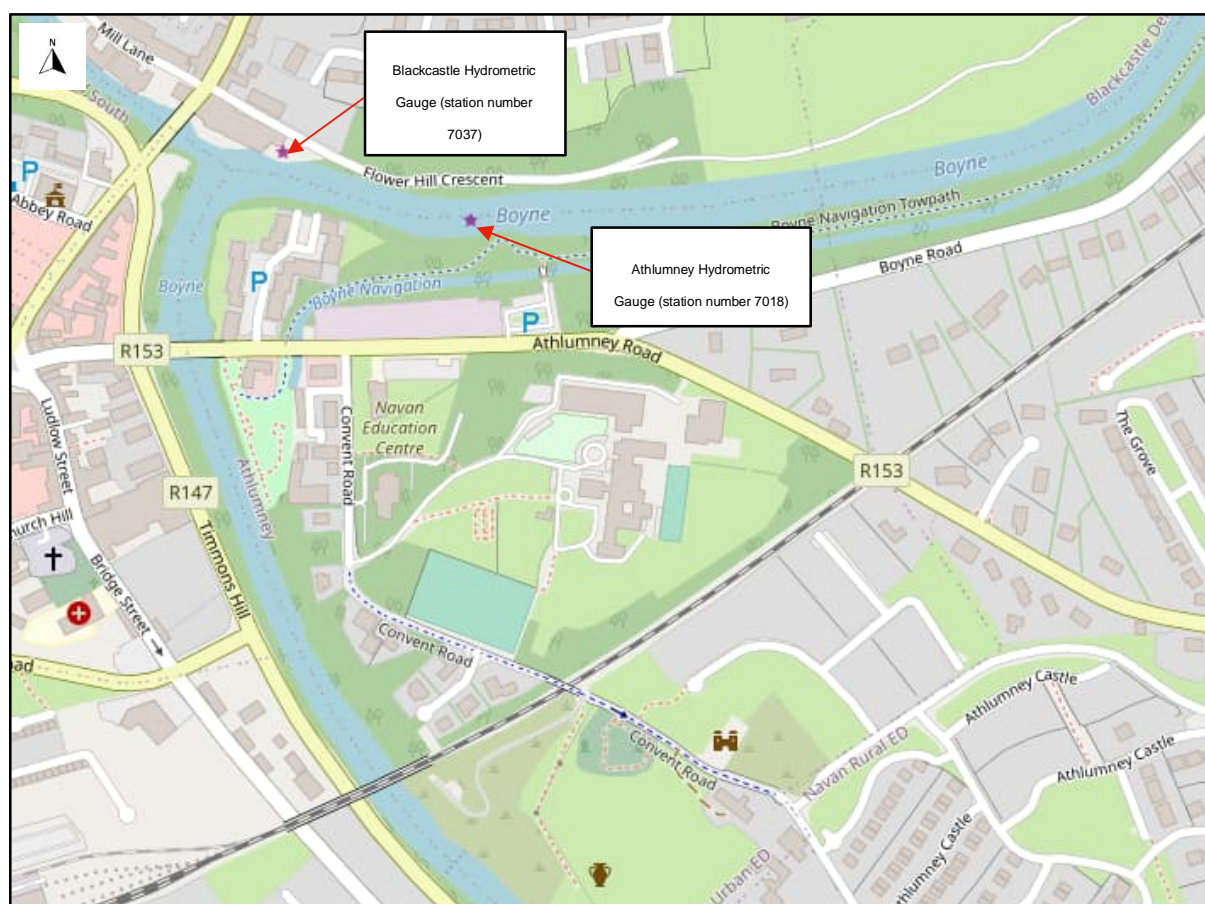 N
Mill Lane
South
Blackcastle Hydrometric
Gauge (station number
7037)
Blackcastle
Boyne
P
Abbey Road
Flower Hill Crescent
Boyne
Boyne Navigation Towpath
Athlumney Hydrometric
Gauge (station number 7018)
Boyne Road
Boyne
P
Boyne Navigation
P
R153
Athlumney Road
Ludlow Street
Convent Road
Navan
Education
Centre
The Grove
R153
Athlumney
R147
Timmons Hill
Church Hill
Bridge Street
Convent Road
oad
Convent Road
Athlumney Castle
Navan Rural ED
Athlumney Castle
Athlumney Castle
Urban ED